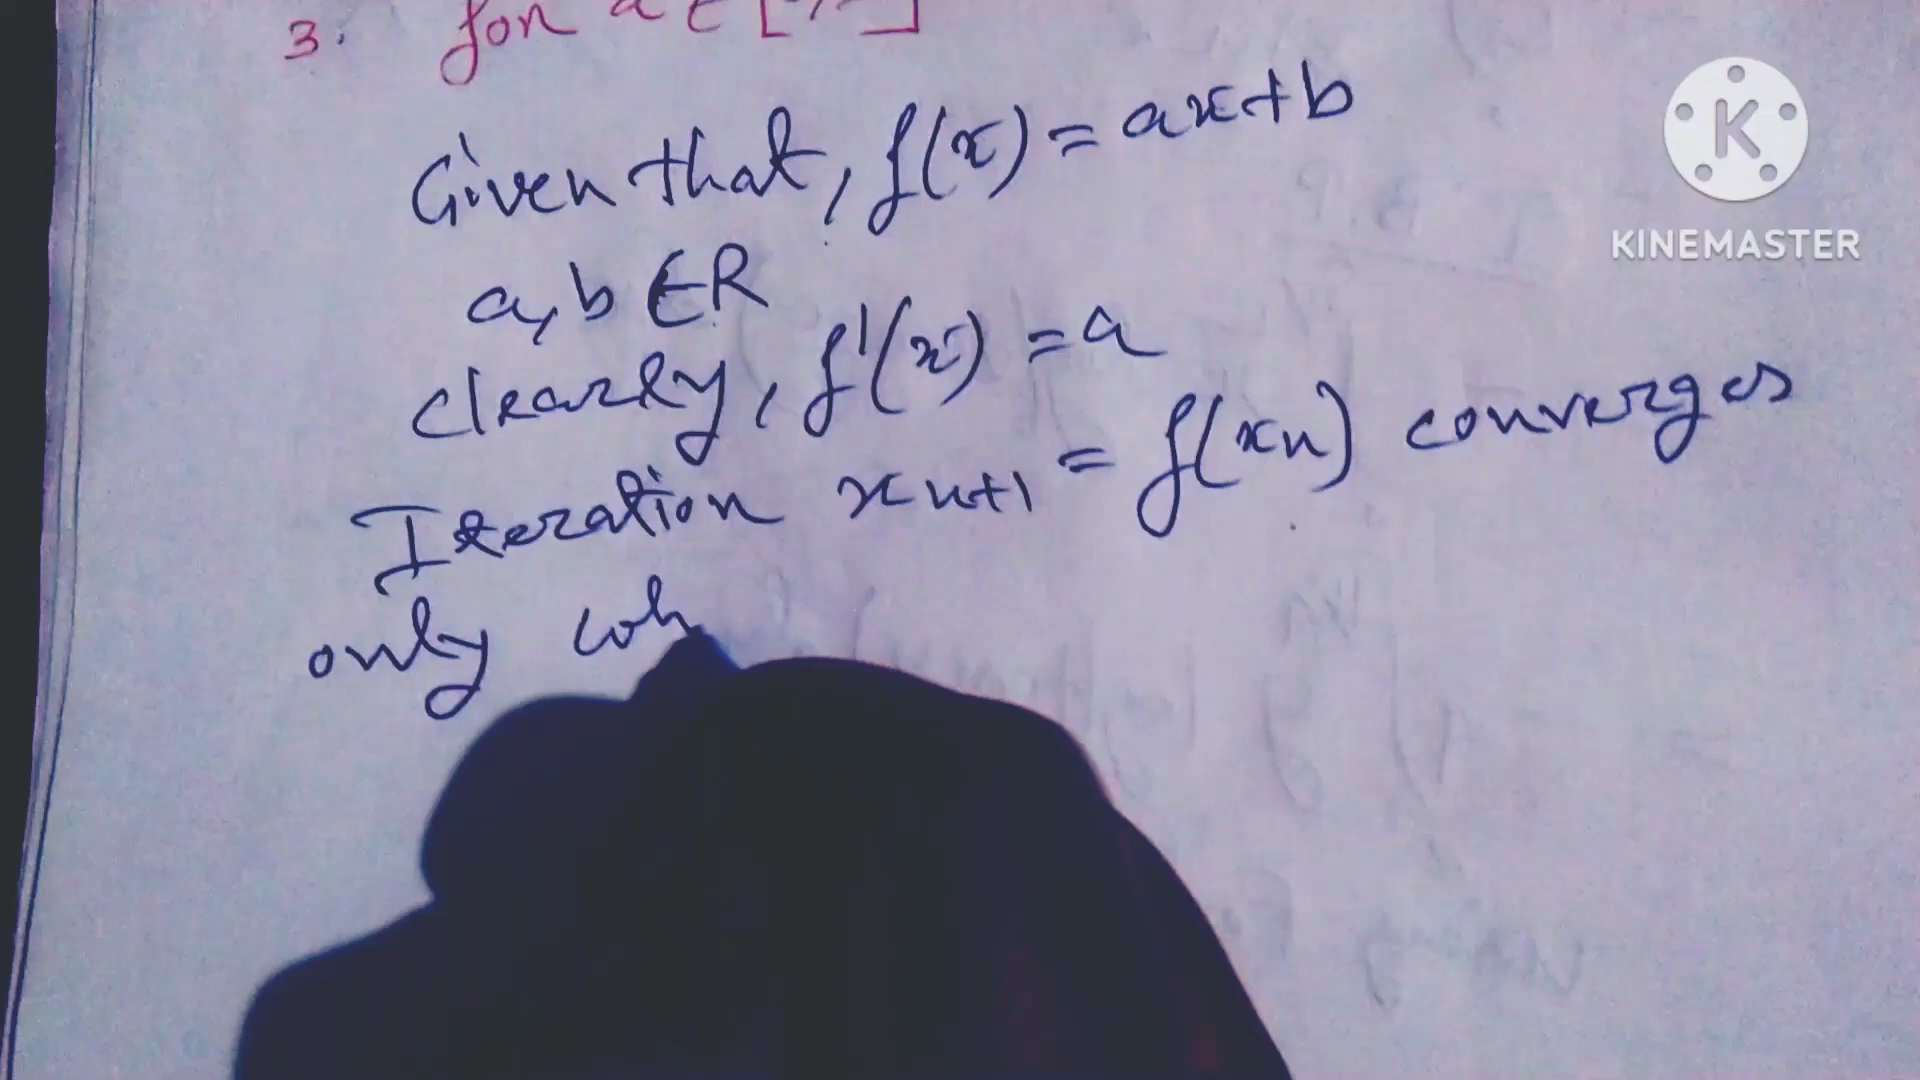 3. for a ∈ [
Given that, f(x) = ax+b
a, b ∈ R
clearly, f'(x) = a
Iteration xn+1 = f(xn) converges
only wh
K
KINEMASTER